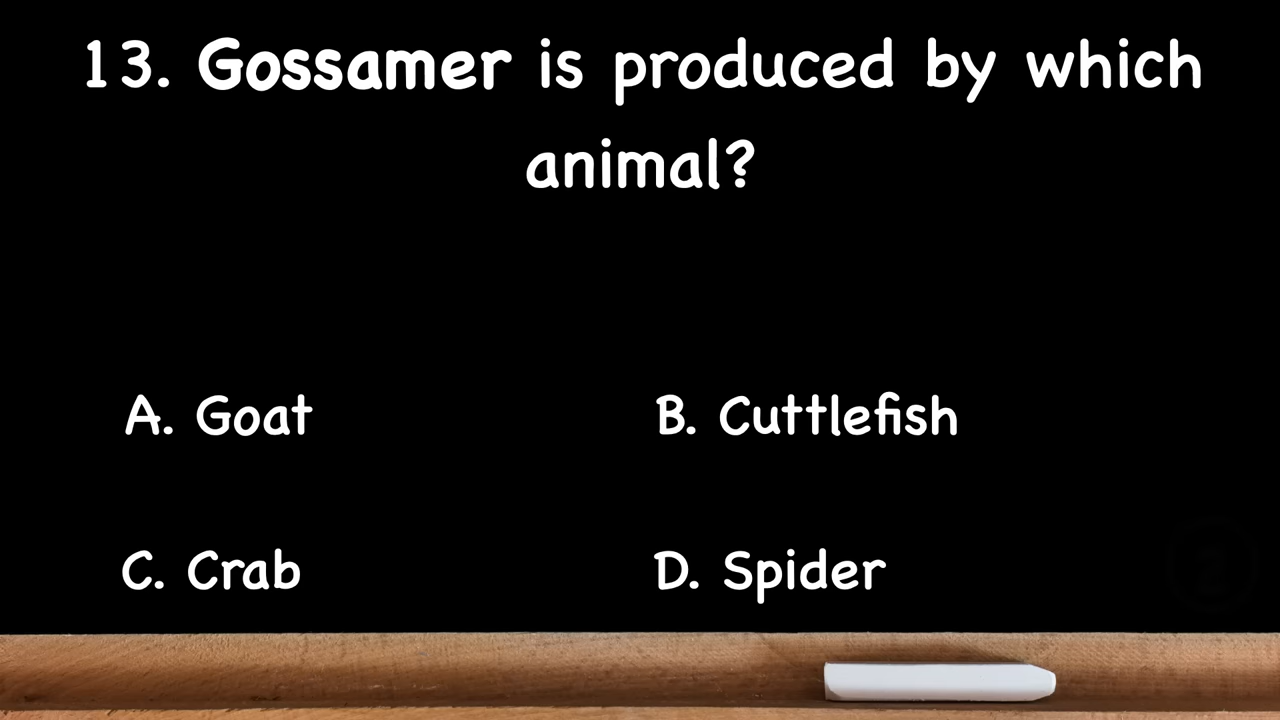 13. Gossamer is produced by which
animal?
A. Goat
B. Cuttlefish
C. Crab
D. Spider